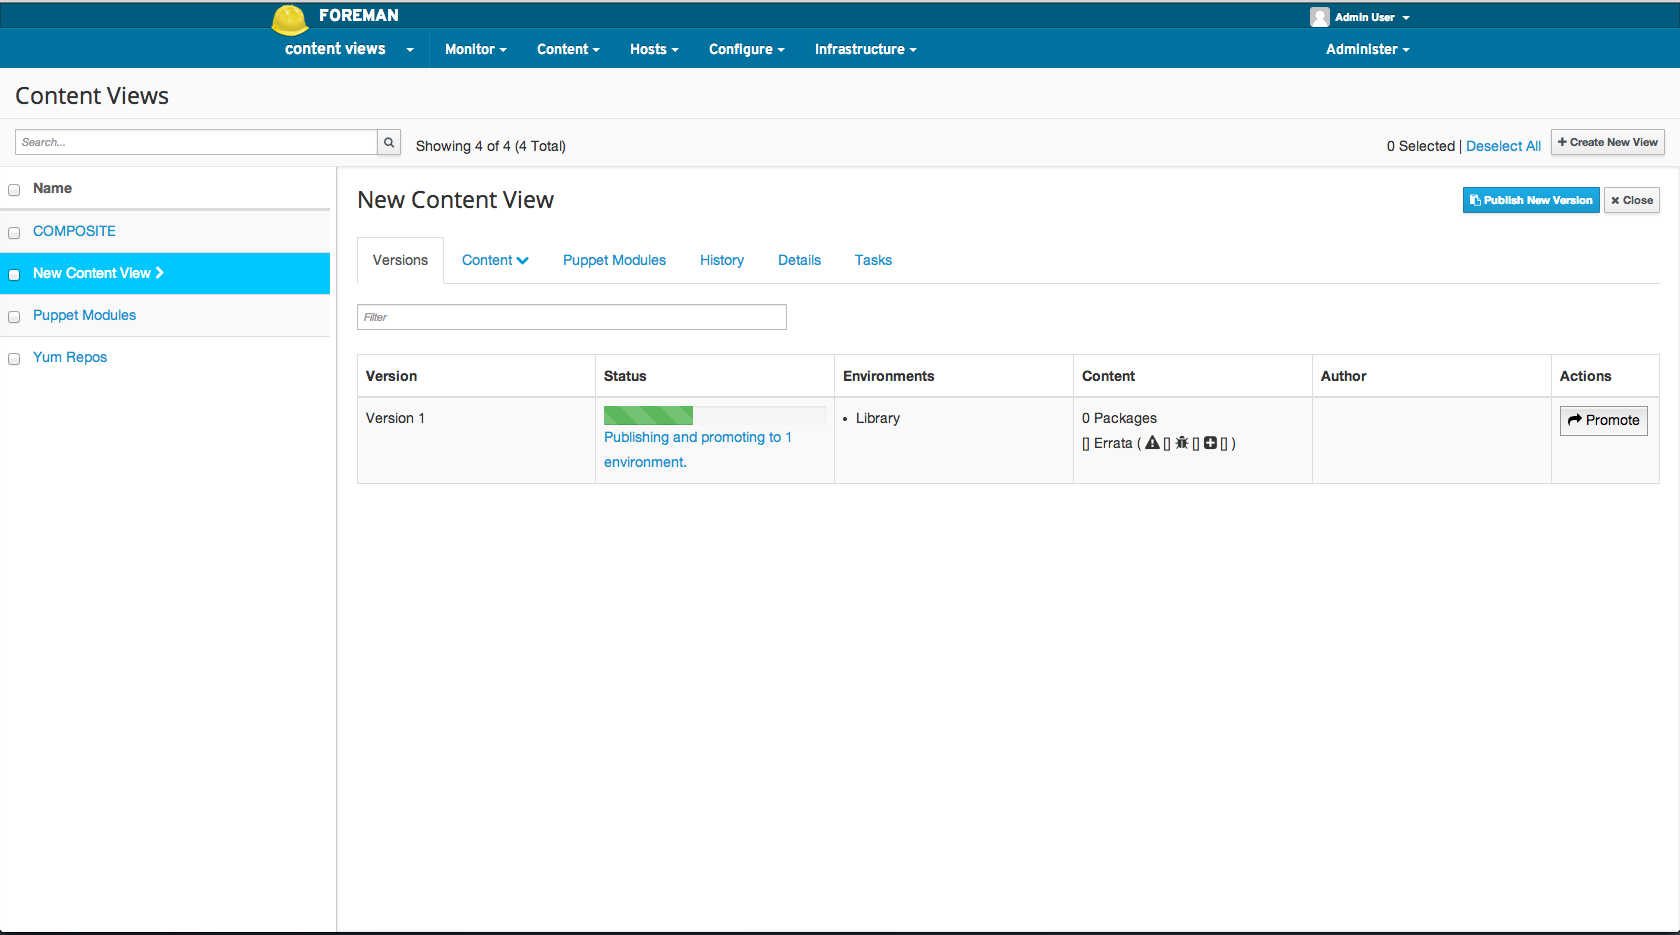 FOREMAN
Admin User
content views
Monitor
Content
Hosts
Configure
Infrastructure
Administer
Content Views
Search...
Showing 4 of 4 (4 Total)
0 Selected | Deselect All
Create New View
Name
COMPOSITE
New Content View
Puppet Modules
Yum Repos
New Content View
Publish New Version
Close
Versions
Content
Puppet Modules
History
Details
Tasks
Filter
Version
Status
Environments
Content
Author
Actions
Version 1
Publishing and promoting to 1
environment.
• Library
0 Packages
[] Errata ( [] [] [] )
Promote